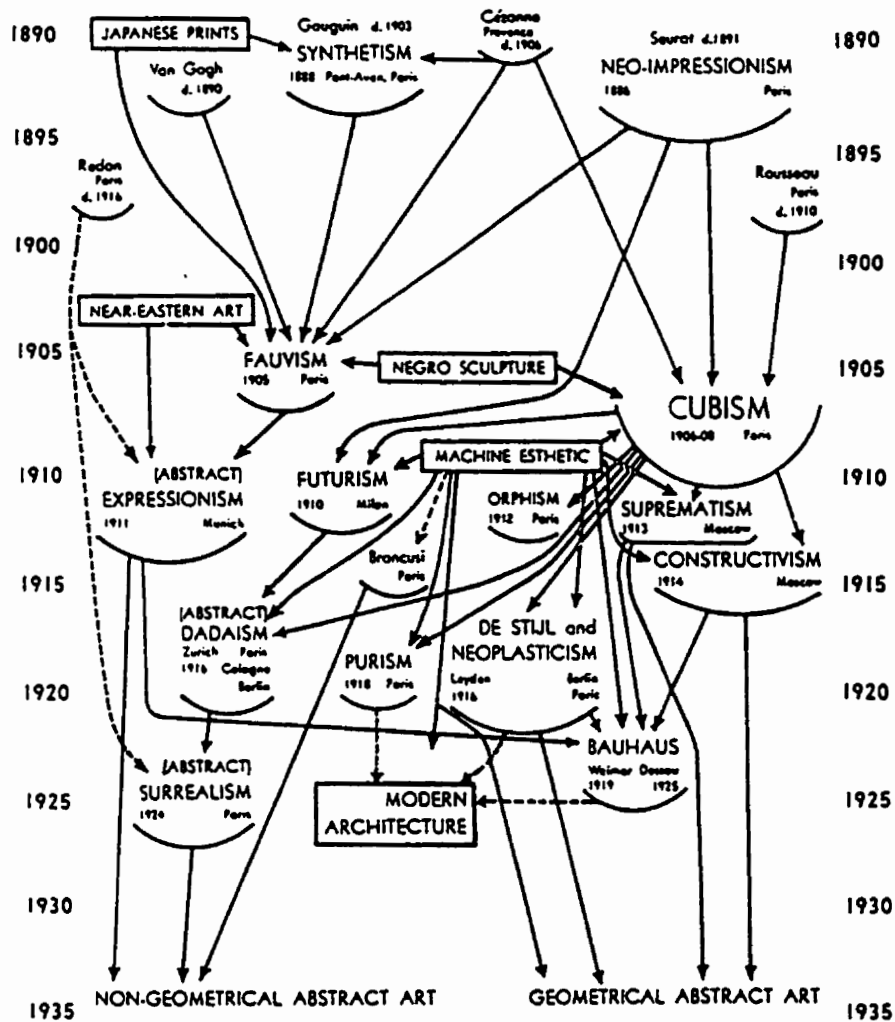 1890
JAPANESE PRINTS
Gauguin d. 1903
SYNTHETISM
1888 Pont-Aven, Paris
Cézanne
Provence
d. 1906
Seurat d.1891
NEO-IMPRESSIONISM
1886 Paris
1890
Van Gogh
d. 1890
1895
1895
Redon
Paris
d. 1916
Rousseau
Paris
d. 1910
1900
1900
NEAR-EASTERN ART
1905
FAUVISM
1905 Paris
NEGRO SCULPTURE
1905
CUBISM
1906-08 Paris
1910
(ABSTRACT)
EXPRESSIONISM
1911 Munich
FUTURISM
1910 Milan
MACHINE ESTHETIC
ORPHISM
1912 Paris
SUPREMATISM
1913 Moscow
1910
Brancusi
Paris
CONSTRUCTIVISM
1914 Moscow
1915
1915
(ABSTRACT)
DADAISM
Zurich Paris
1916 Cologne
Berlin
PURISM
1918 Paris
DE STIJL and
NEOPLASTICISM
Leyden Berlin
1916 Paris
1920
1920
BAUHAUS
Weimar Dessau
1919 1925
(ABSTRACT)
SURREALISM
1924 Paris
MODERN
ARCHITECTURE
1925
1925
1930
1930
NON-GEOMETRICAL ABSTRACT ART
GEOMETRICAL ABSTRACT ART
1935
1935